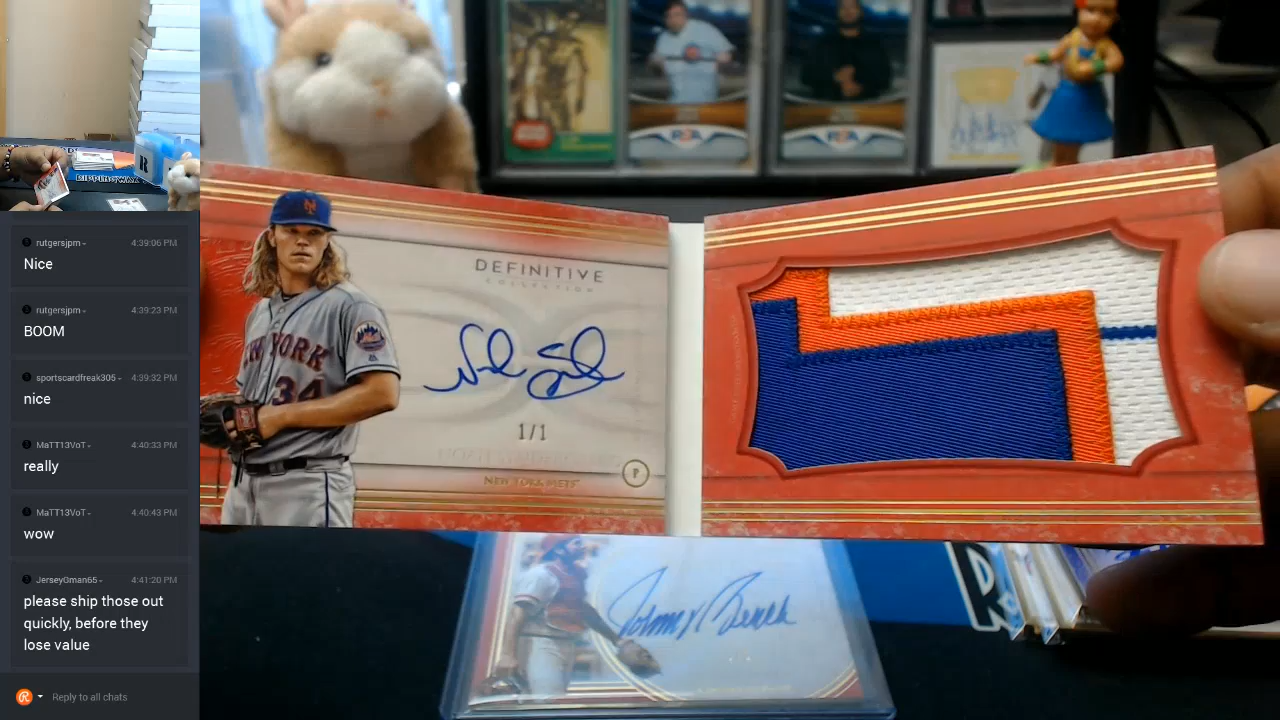 rutgersjpm
4:39:06 PM
Nice
rutgersjpm
4:39:23 PM
BOOM
sportscardfreak305
4:39:32 PM
nice
MaTT13VoT
4:40:33 PM
really
MaTT13VoT
4:40:43 PM
wow
JerseyGman65
4:41:20 PM
please ship those out
quickly, before they
lose value
Reply to all chats
NEW YORK
34
DEFINITIVE
COLLECTION
1/1
NEW YORK METS
P
Johnny Bench
R